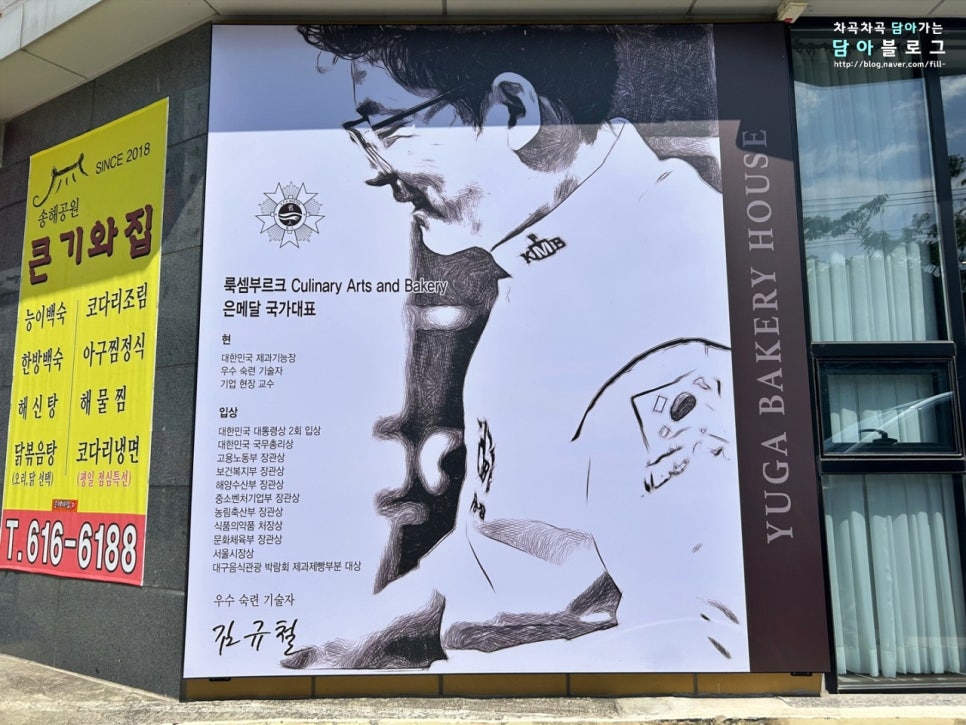 차곡차곡 담아가는
담아블로그
http://blog.naver.com/fill-
SINCE 2018
송해공원
큰기와집
능이백숙
코다리조림
한방백숙
아구찜정식
해신탕
해물찜
닭볶음탕
(오리,닭 선택)
코다리냉면
(평일 점심특선)
T.616-6188
KMB
룩셈부르크 Culinary Arts and Bakery
은메달 국가대표
현
대한민국 제과기능장
우수 숙련 기술자
기업 현장 교수
입상
대한민국 대통령상 2회 입상
대한민국 국무총리상
고용노동부 장관상
보건복지부 장관상
해양수산부 장관상
중소벤처기업부 장관상
농림축산부 장관상
식품의약품 처장상
문화체육부 장관상
서울시장상
대구음식관광 박람회 제과제빵부분 대상
우수 숙련 기술자
김규철
YUGA BAKERY HOUSE